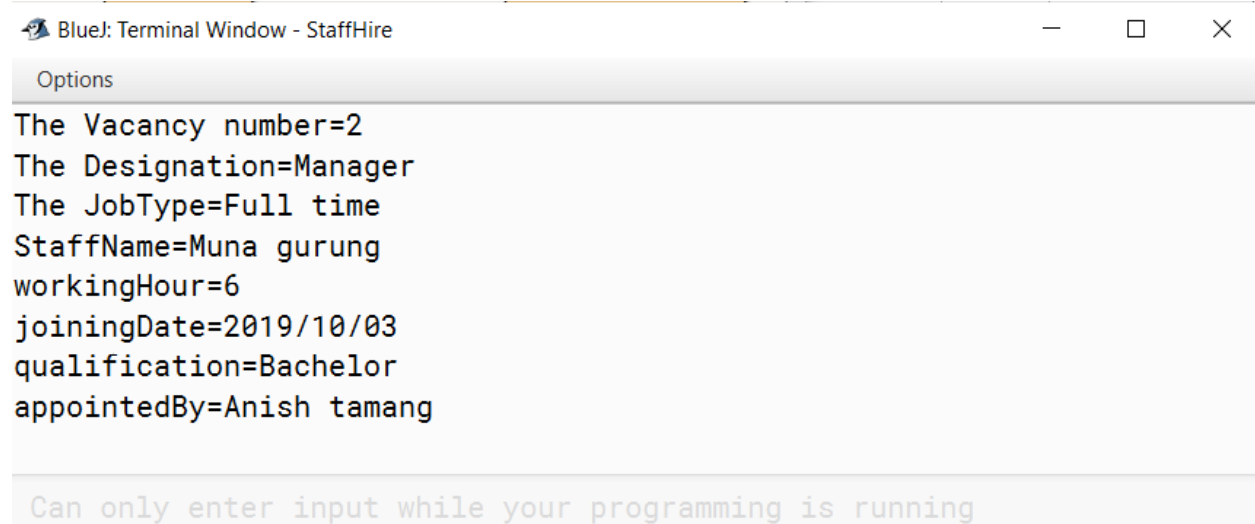 BlueJ: Terminal Window - StaffHire
Options
The Vacancy number=2
The Designation=Manager
The JobType=Full time
StaffName=Muna gurung
workingHour=6
joiningDate=2019/10/03
qualification=Bachelor
appointedBy=Anish tamang
Can only enter input while your programming is running